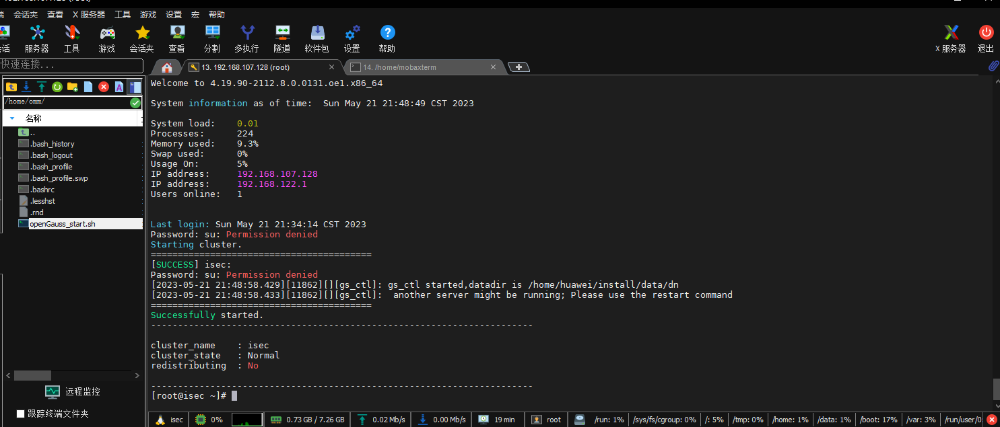 会话夹 查看 X 服务器 工具 游戏 设置 宏 帮助
服务器 工具 游戏 会话夹 查看 分割 多执行 隧道 软件包 设置 帮助 X 服务器 退出
快速连接...
13. 192.168.107.128 (root)
14. /home/mobaxterm
/home/omm/
名称
..
.bash_history
.bash_logout
.bash_profile
.bash_profile.swp
.bashrc
.lesshst
.rnd
openGauss_start.sh
远程监控
跟踪终端文件夹
Welcome to 4.19.90-2112.8.0.0131.oe1.x86_64
System information as of time:  Sun May 21 21:48:49 CST 2023
System load:    0.01
Processes:      224
Memory used:    9.3%
Swap used:      0%
Usage On:       5%
IP address:     192.168.107.128
IP address:     192.168.122.1
Users online:   1
Last login: Sun May 21 21:34:14 CST 2023
Password: su: Permission denied
Starting cluster.
=========================================
[SUCCESS] isec:
Password: su: Permission denied
[2023-05-21 21:48:58.429][11862][][gs_ctl]: gs_ctl started,datadir is /home/huawei/install/data/dn
[2023-05-21 21:48:58.433][11862][][gs_ctl]:  another server might be running; Please use the restart command
=========================================
Successfully started.
-----------------------------------------------------------------------
cluster_name    : isec
cluster_state   : Normal
redistributing  : No
-----------------------------------------------------------------------
[root@isec ~]#
isec 0% 0.73 GB / 7.26 GB 0.02 Mb/s 0.00 Mb/s 19 min root /run: 1% /sys/fs/cgroup: 0% /: 5% /tmp: 0% /home: 1% /data: 1% /boot: 17% /var: 3% /run/user/0